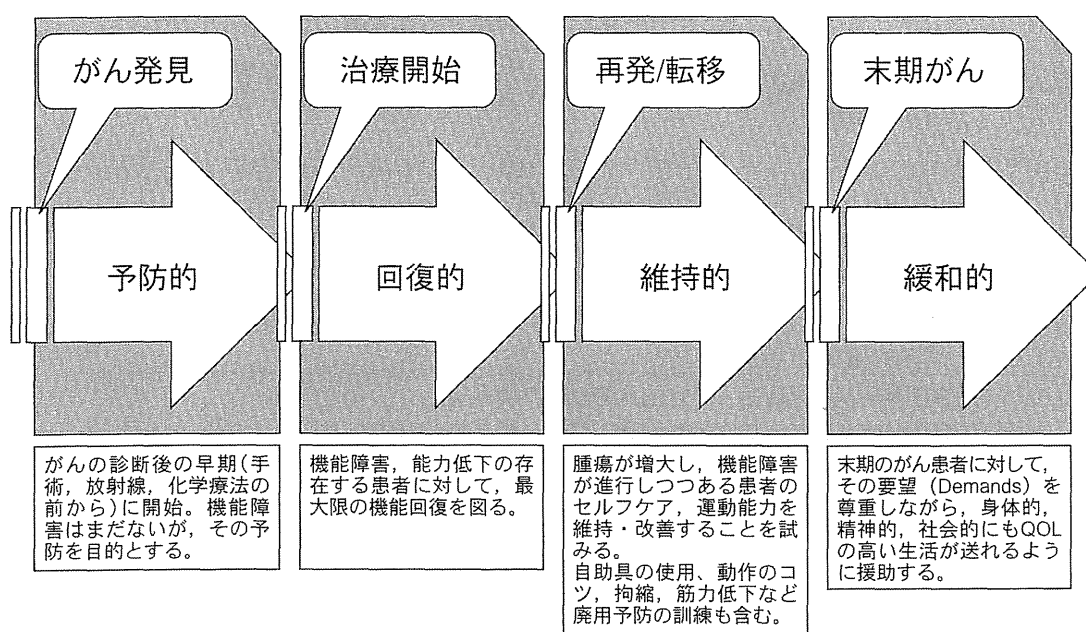 がん発見
治療開始
再発/転移
末期がん
予防的
回復的
維持的
緩和的
がんの診断後の早期(手
術,放射線,化学療法の
前から)に開始。機能障
害はまだないが,その予
防を目的とする。
機能障害,能力低下の存
在する患者に対して,最
大限の機能回復を図る。
腫瘍が増大し,機能障害
が進行しつつある患者の
セルフケア,運動能力を
維持・改善することを試
みる。
自助具の使用、動作のコ
ツ,拘縮,筋力低下など
廃用予防の訓練も含む。
末期のがん患者に対して,
その要望(Demands)を
尊重しながら,身体的,
精神的,社会的にもQOL
の高い生活が送れるよう
に援助する。